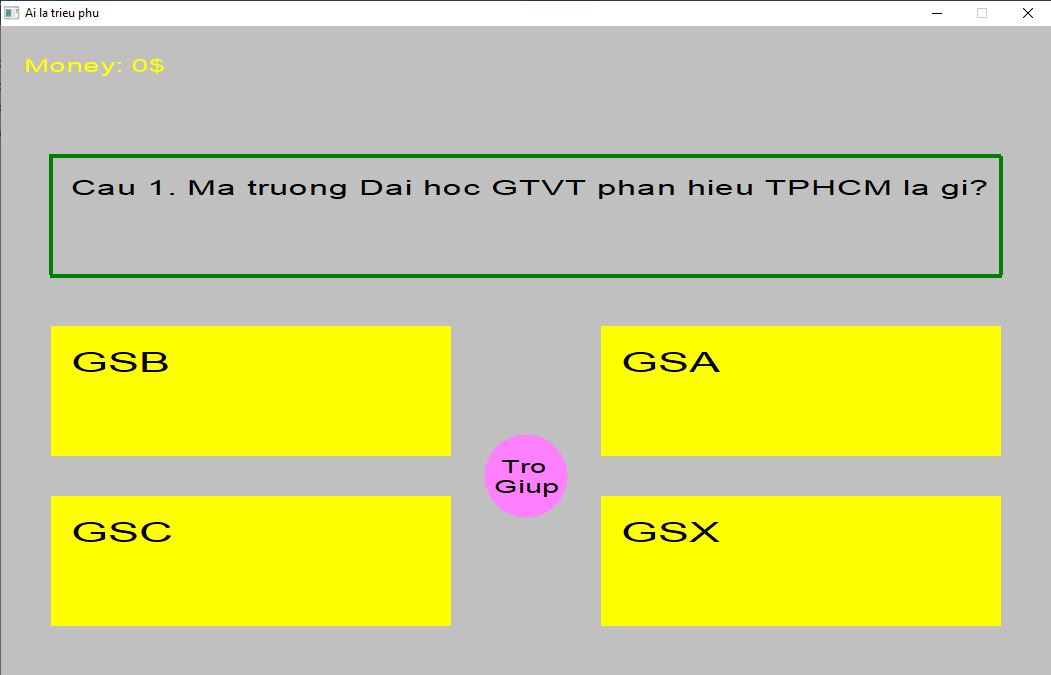 Ai la trieu phu
Money: 0$
Cau 1. Ma truong Dai hoc GTVT phan hieu TPHCM la gi?
GSB
GSA
Tro
Giup
GSC
GSX